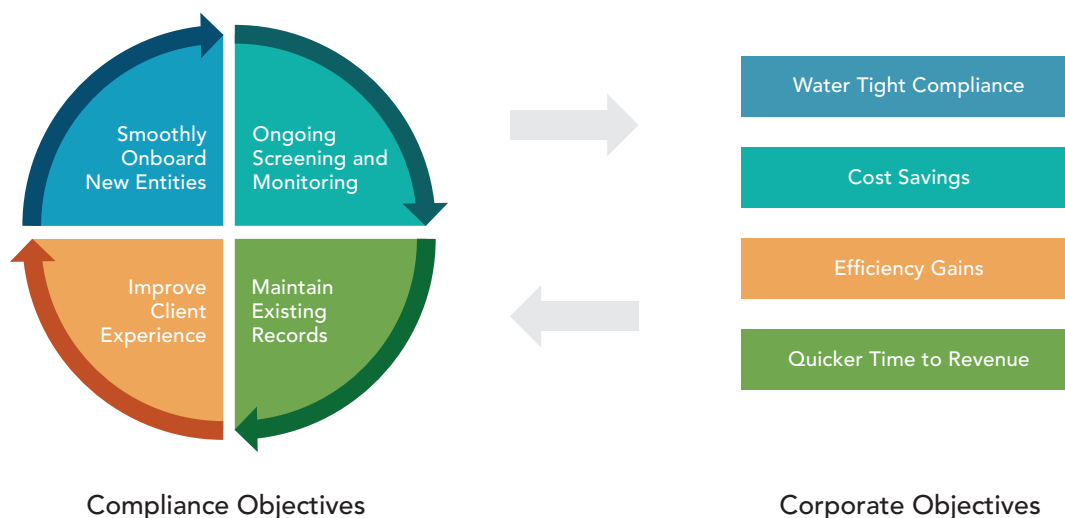 Smoothly
Onboard
New Entities
Ongoing
Screening and
Monitoring
Improve
Client
Experience
Maintain
Existing
Records
Compliance Objectives
Water Tight Compliance
Cost Savings
Efficiency Gains
Quicker Time to Revenue
Corporate Objectives